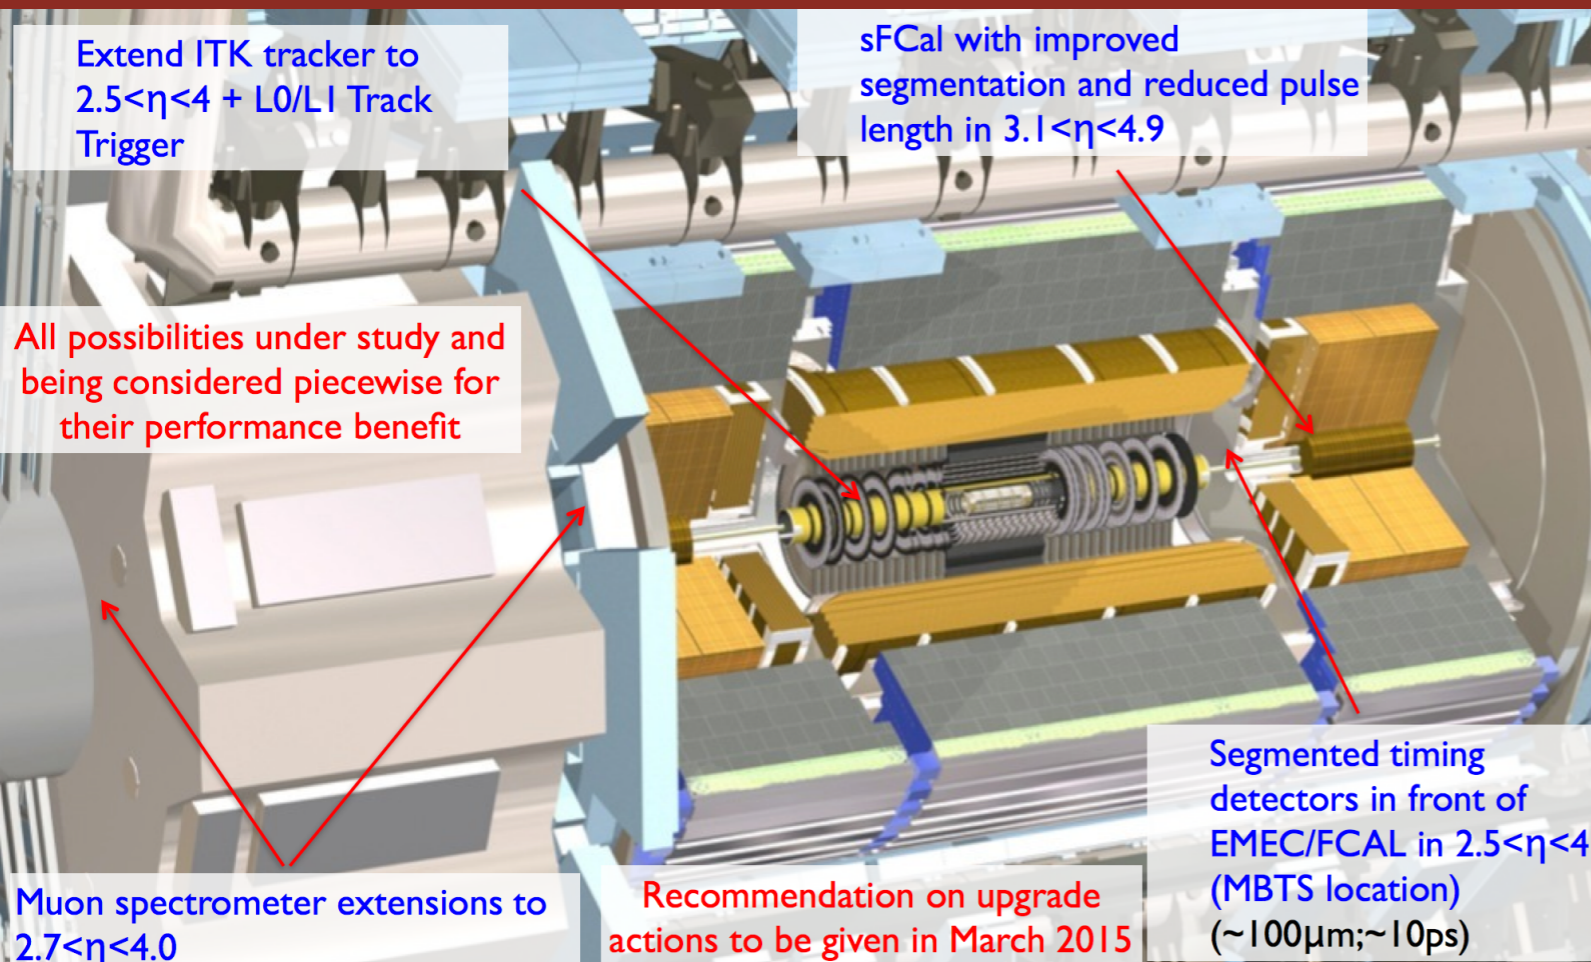 Extend ITK tracker to
2.5<η<4 + L0/L1 Track
Trigger
sFCal with improved
segmentation and reduced pulse
length in 3.1<η<4.9
All possibilities under study and
being considered piecewise for
their performance benefit
Segmented timing
detectors in front of
EMEC/FCAL in 2.5<η<4
(MBTS location)
(~100μm;~10ps)
Muon spectrometer extensions to
2.7<η<4.0
Recommendation on upgrade
actions to be given in March 2015